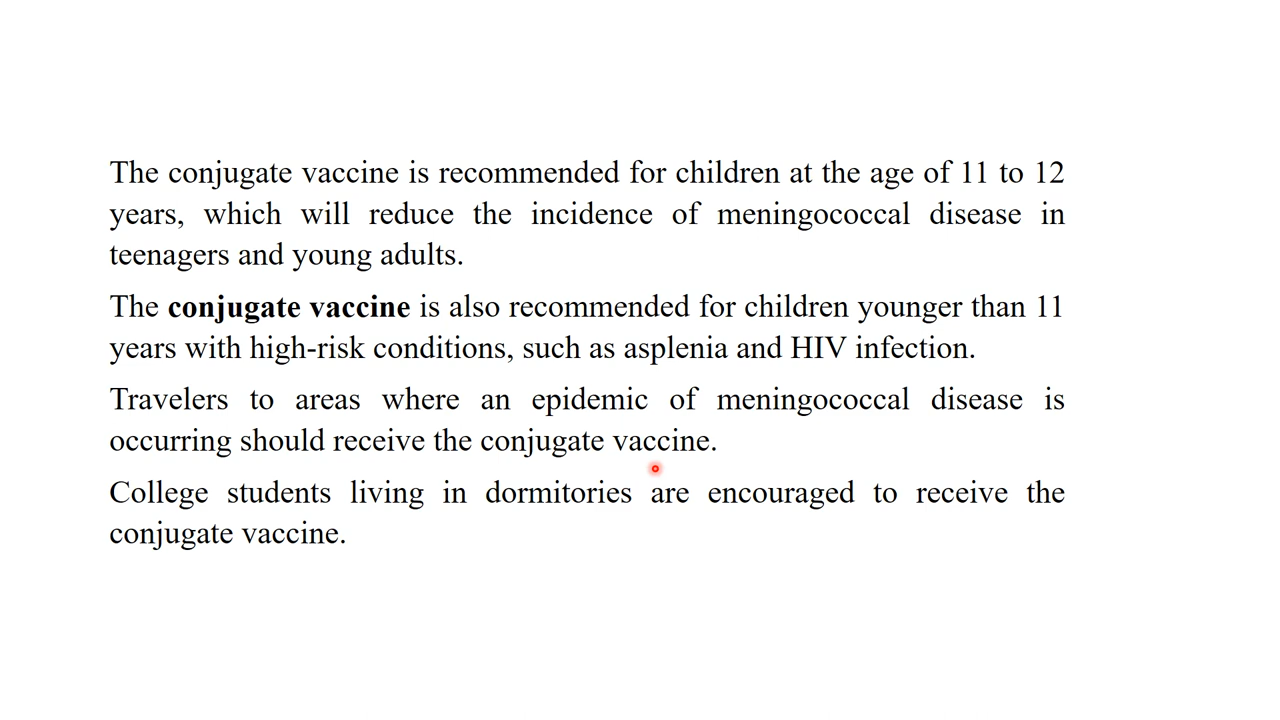 The conjugate vaccine is recommended for children at the age of 11 to 12
years, which will reduce the incidence of meningococcal disease in
teenagers and young adults.
The conjugate vaccine is also recommended for children younger than 11
years with high-risk conditions, such as asplenia and HIV infection.
Travelers to areas where an epidemic of meningococcal disease is
occurring should receive the conjugate vaccine.
College students living in dormitories are encouraged to receive the
conjugate vaccine.